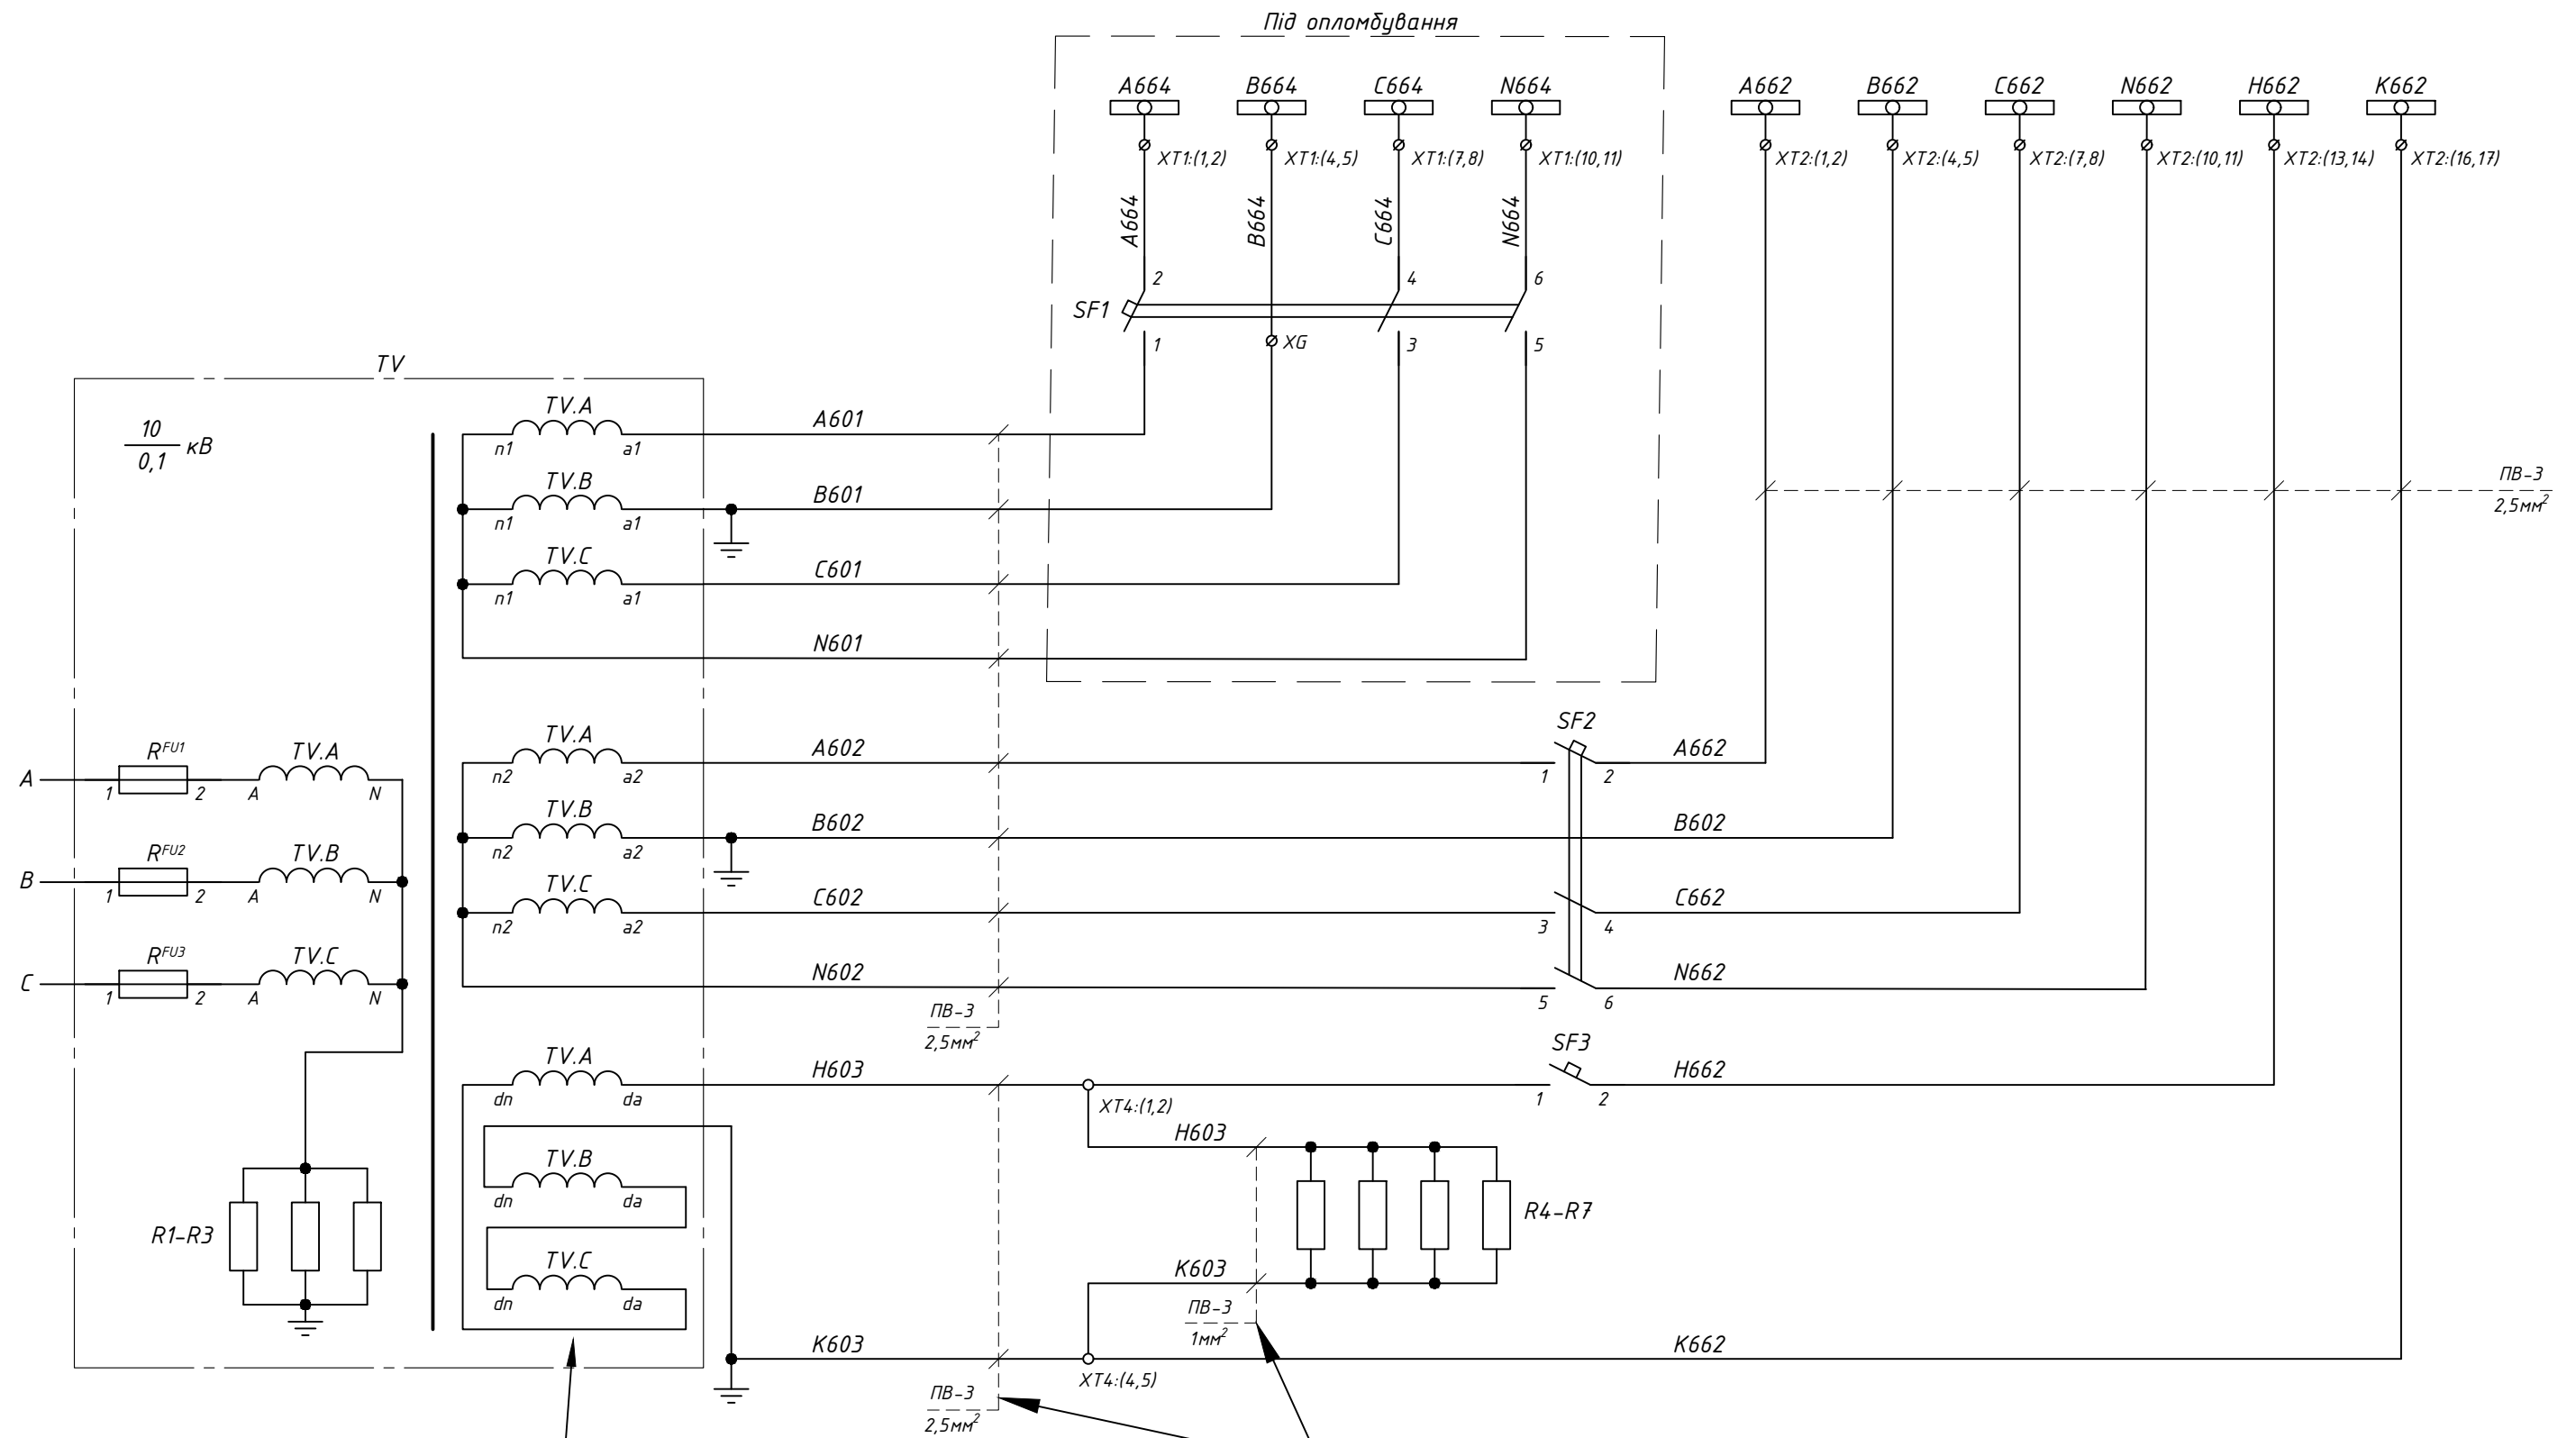 Під опломбування
A664 B664 C664 N664 A662 B662 C662 N662 H662 K662
XT1:(1,2) XT1:(4,5) XT1:(7,8) XT1:(10,11) XT2:(1,2) XT2:(4,5) XT2:(7,8) XT2:(10,11) XT2:(13,14) XT2:(16,17)
A664 B664 C664 N664
2 4 6
SF1
1 XG 3 5
TV
10
0,1
кВ
TV.A
n1 a1
A601
TV.B
n1 a1
B601
TV.C
n1 a1
C601
N601
ПВ-3
2,5мм²
A
RFU1
1 2
TV.A
A N
B
RFU2
1 2
TV.B
A N
C
RFU3
1 2
TV.C
A N
R1-R3
TV.A
n2 a2
A602
SF2
1 2
A662
TV.B
n2 a2
B602
B602
TV.C
n2 a2
C602
3 4
C662
N602
5 6
N662
ПВ-3
2,5мм²
TV.A
dn da
H603
XT4:(1,2)
SF3
1 2
H662
TV.B
dn da
H603
R4-R7
TV.C
dn da
K603
ПВ-3
1мм²
K603
XT4:(4,5)
K662
ПВ-3
2,5мм²